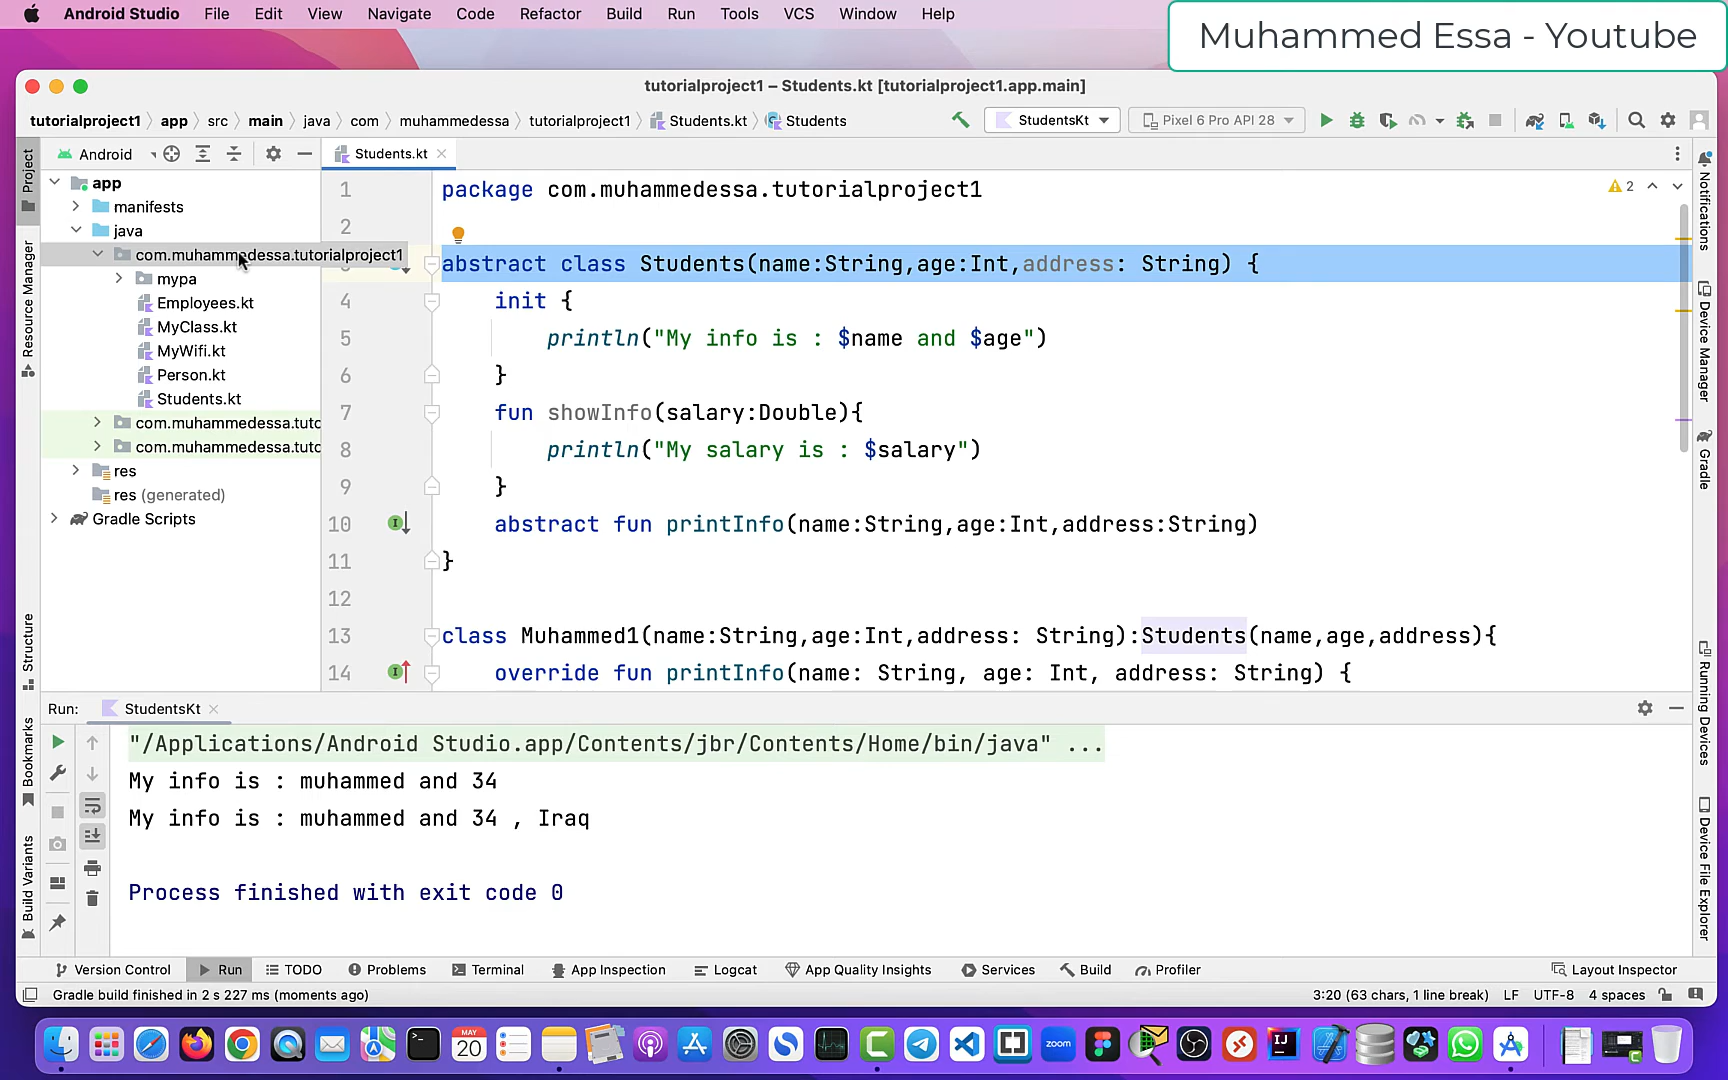 Android Studio File Edit View Navigate Code Refactor Build Run Tools VCS Window Help
Muhammed Essa - Youtube
tutorialproject1 – Students.kt [tutorialproject1.app.main]
tutorialproject1 app src main java com muhammedessa tutorialproject1 Students.kt Students StudentsKt Pixel 6 Pro API 28
Android
Students.kt
Project
Resource Manager
Structure
Bookmarks
Build Variants
app
manifests
java
com.muhammedessa.tutorialproject1
mypa
Employees.kt
MyClass.kt
MyWifi.kt
Person.kt
Students.kt
com.muhammedessa.tutc
com.muhammedessa.tutc
res
res (generated)
Gradle Scripts
1 package com.muhammedessa.tutorialproject1
2
abstract class Students(name:String,age:Int,address: String) {
4 init {
5 println("My info is : $name and $age")
6 }
7 fun showInfo(salary:Double){
8 println("My salary is : $salary")
9 }
10 abstract fun printInfo(name:String,age:Int,address:String)
11 }
12
13 class Muhammed1(name:String,age:Int,address: String):Students(name,age,address){
14 override fun printInfo(name: String, age: Int, address: String) {
2
Notifications
Device Manager
Gradle
Running Devices
Device File Explorer
Run: StudentsKt
"/Applications/Android Studio.app/Contents/jbr/Contents/Home/bin/java" ...
My info is : muhammed and 34
My info is : muhammed and 34 , Iraq
Process finished with exit code 0
Version Control Run TODO Problems Terminal App Inspection Logcat App Quality Insights Services Build Profiler Layout Inspector
Gradle build finished in 2 s 227 ms (moments ago) 3:20 (63 chars, 1 line break) LF UTF-8 4 spaces
MAY
20
zoom
IJ